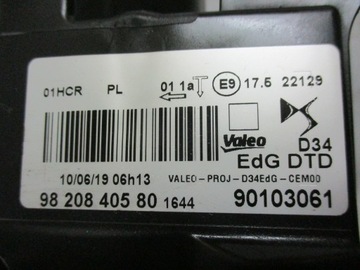 01HCR PL 01 1a E9 17.5 22129
Valeo D34
EdG DTD
10/06/19 06h13 VALEO-PROJ-D34EdG-CEM00
98 208 405 80 1644 90103061